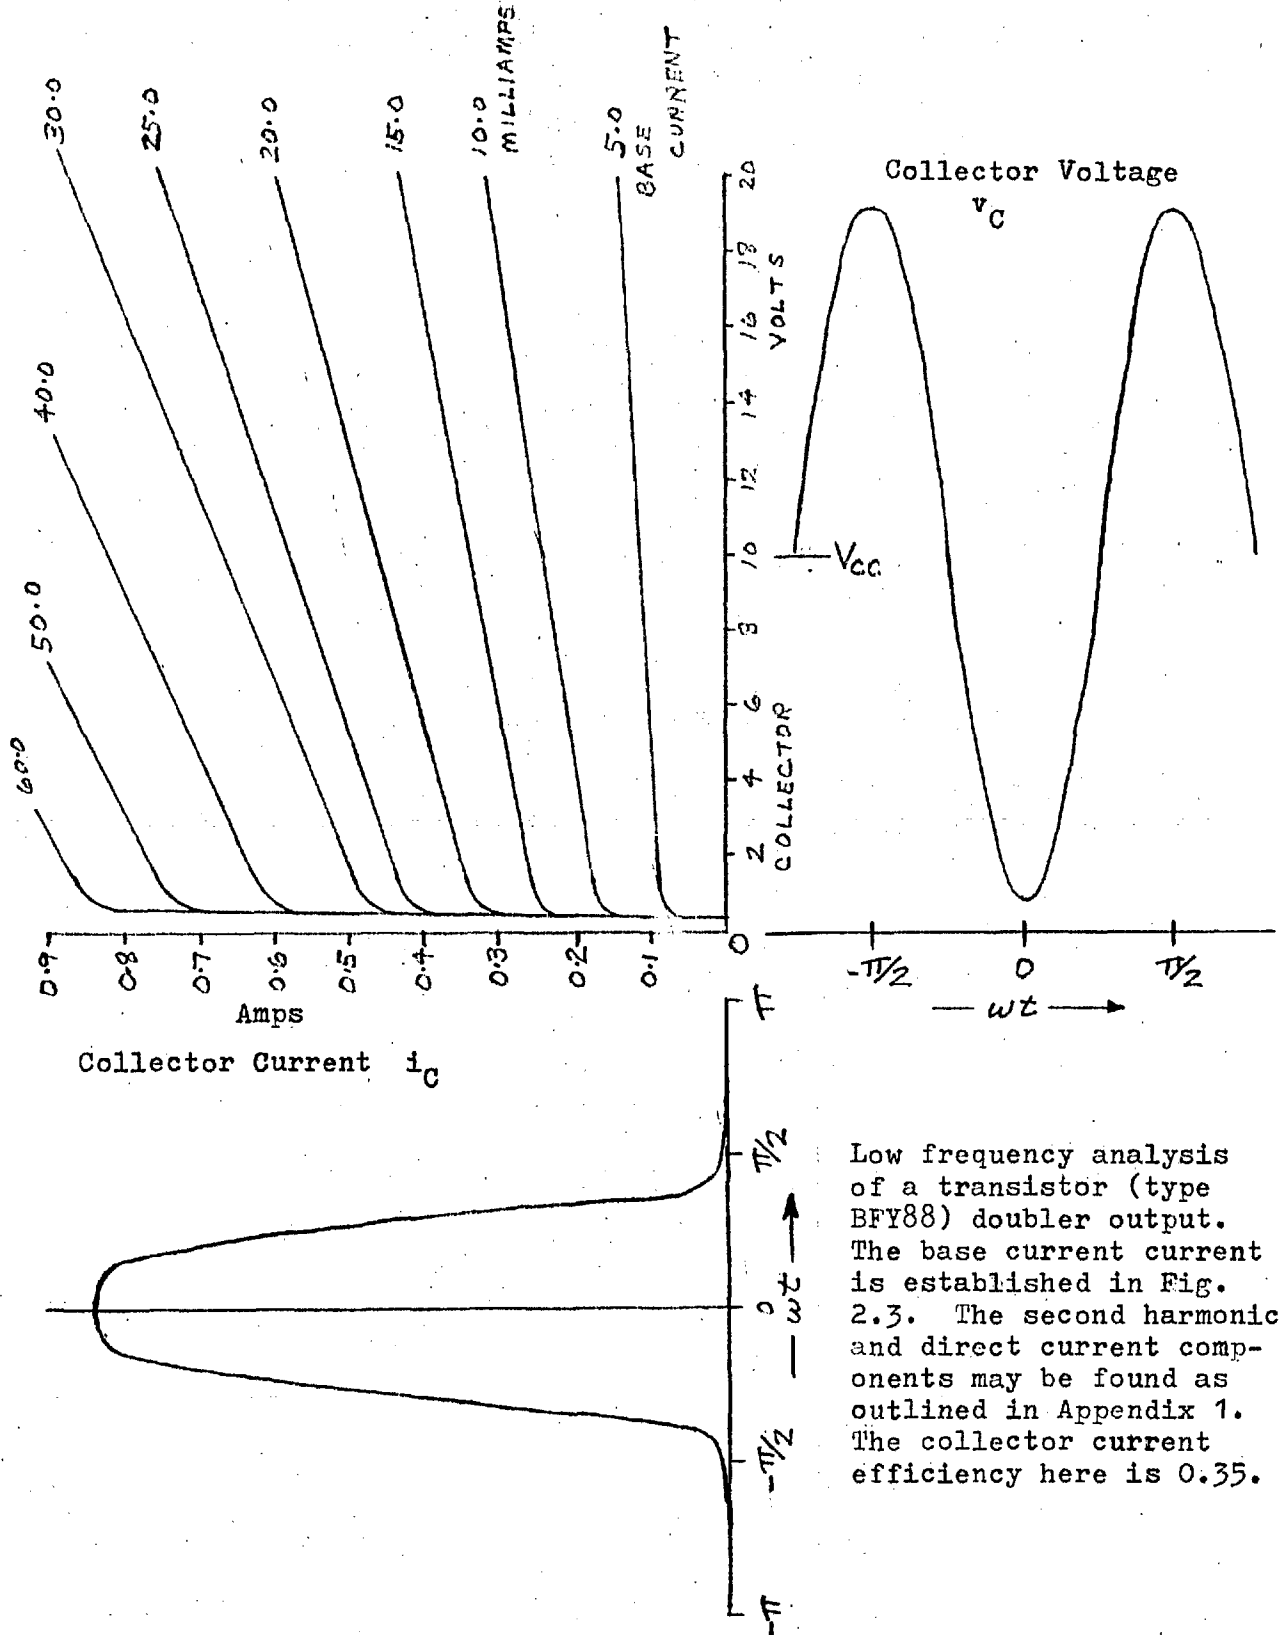 30.0
25.0
20.0
15.0
10.0
MILLIAMPS
5.0
BASE
CURRENT
40.0
50.0
60.0
20
18
16
14
12
10
8
6
4
2
0
VOLTS
COLLECTOR
Collector Voltage
vC
VCC
-π/2
0
π/2
— ωt →
0.9
0.8
0.7
0.6
0.5
0.4
0.3
0.2
0.1
Amps
Collector Current iC
π
π/2
0
-π/2
-π
— ωt →
Low frequency analysis
of a transistor (type
BFY88) doubler output.
The base current current
is established in Fig.
2.3. The second harmonic
and direct current comp-
onents may be found as
outlined in Appendix 1.
The collector current
efficiency here is 0.35.